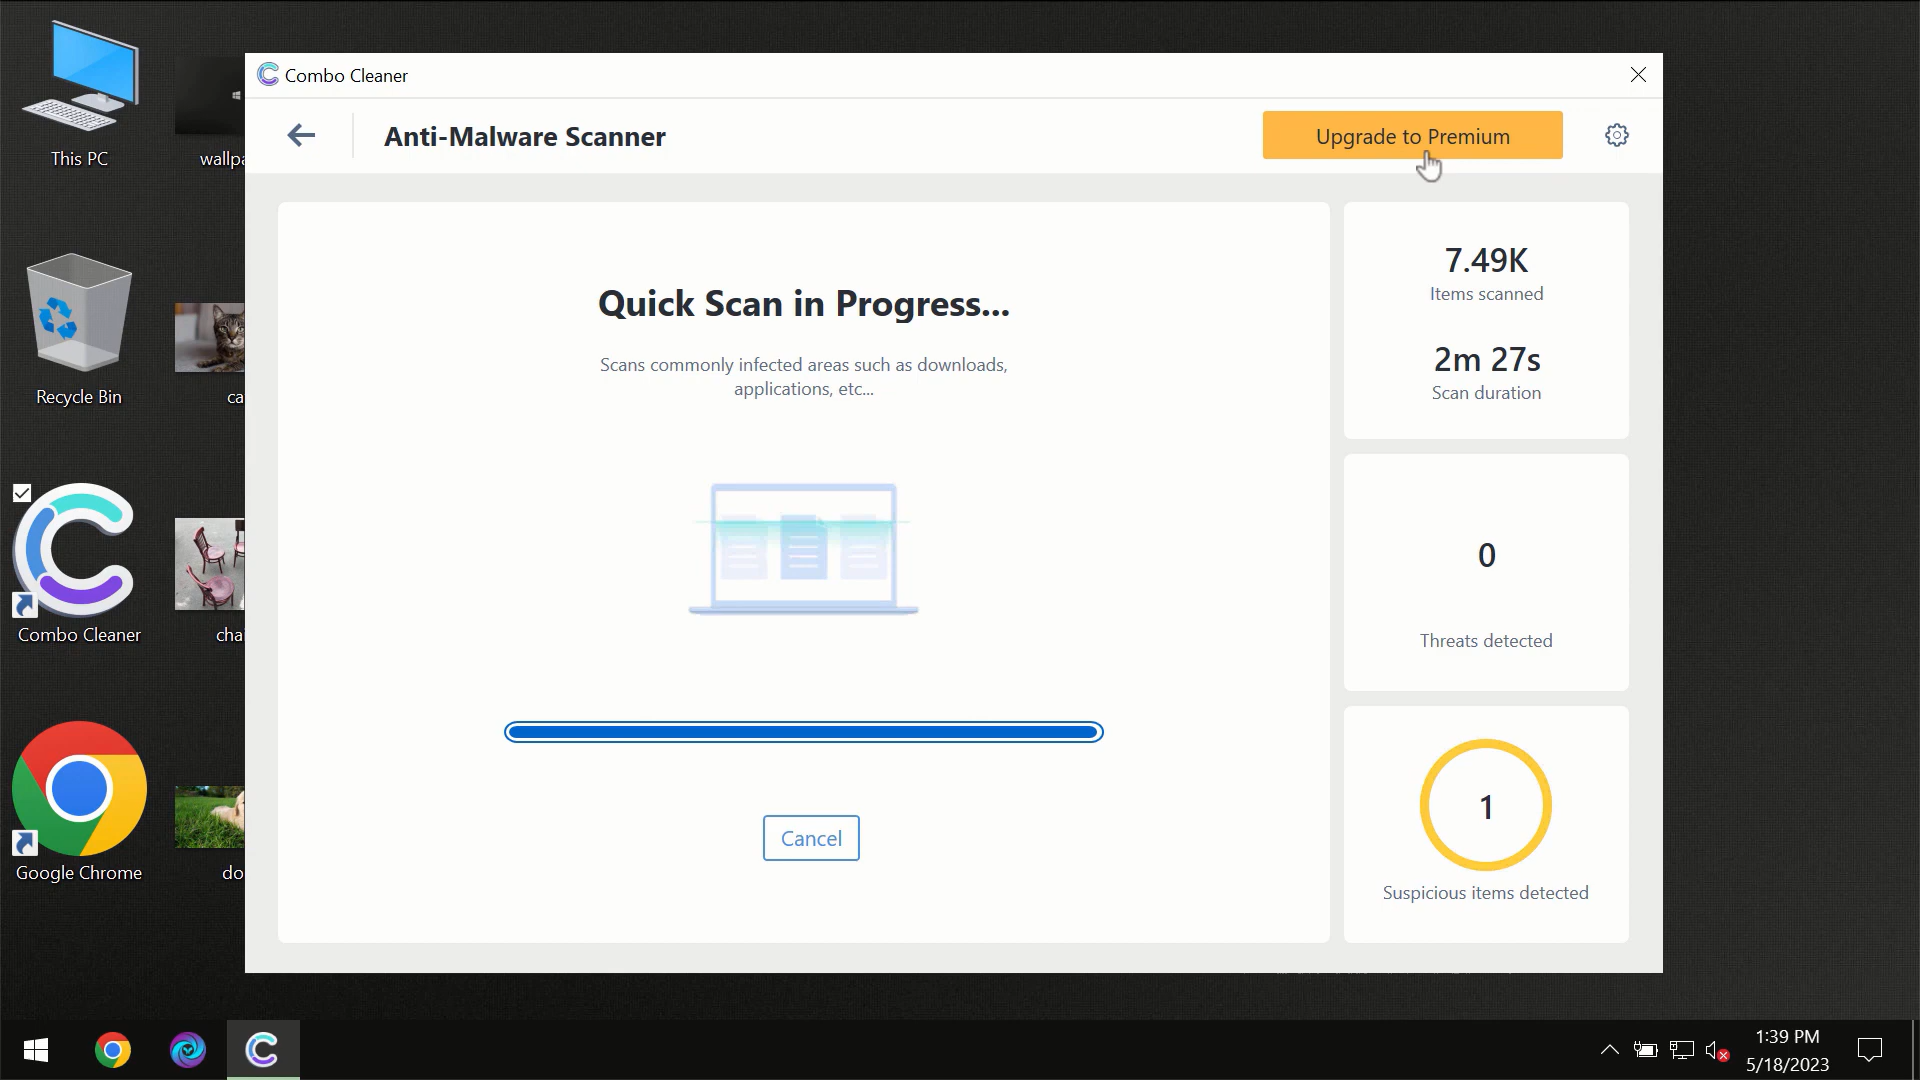 This PC
wallpa
Recycle Bin
ca
Combo Cleaner
cha
Google Chrome
do
Combo Cleaner
Anti-Malware Scanner
Upgrade to Premium
Quick Scan in Progress...
Scans commonly infected areas such as downloads,
applications, etc...
Cancel
7.49K
Items scanned
2m 27s
Scan duration
0
Threats detected
1
Suspicious items detected
1:39 PM
5/18/2023